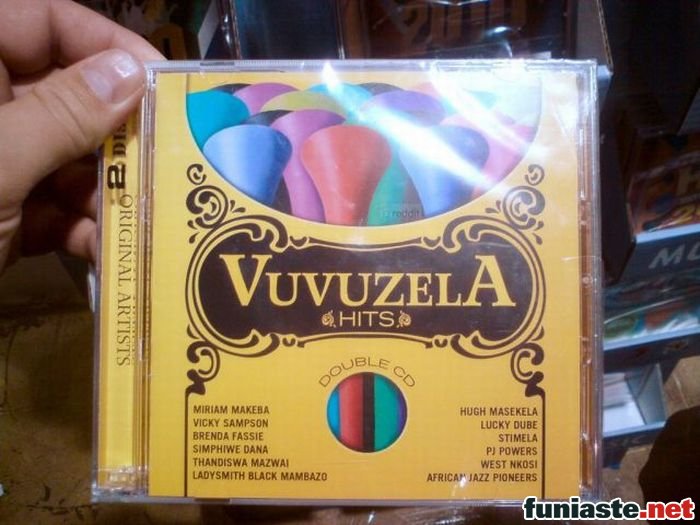 2
ORIGINAL ARTISTS
reddit
VUVUZELA
HITS
DOUBLE CD
MIRIAM MAKEBA
VICKY SAMPSON
BRENDA FASSIE
SIMPHIWE DANA
THANDISWA MAZWAI
LADYSMITH BLACK MAMBAZO
HUGH MASEKELA
LUCKY DUBE
STIMELA
PJ POWERS
WEST NKOSI
AFRICAN JAZZ PIONEERS
funiaste.net